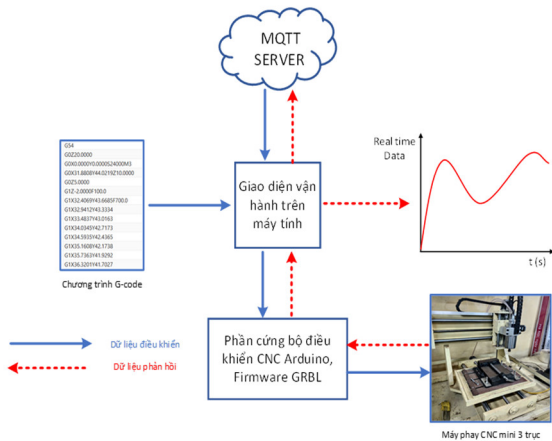 MQTT
SERVER
G54
G0Z20.0000
G0X0.0000Y0.0000S24000M3
G0X31.8808Y44.0219Z10.0000
G0Z5.0000
G1Z-2.0000F100.0
G1X32.4069Y43.6685F700.0
G1X32.9412Y43.3334
G1X33.4837Y43.0163
G1X34.0345Y42.7173
G1X34.5935Y42.4365
G1X35.1608Y42.1738
G1X35.7363Y41.9292
G1X36.3201Y41.7027
Chương trình G-code
Giao diện vận
hành trên
máy tính
Real time
Data
t (s)
Dữ liệu điều khiển
Dữ liệu phản hồi
Phần cứng bộ điều
khiển CNC Arduino,
Firmware GRBL
Máy phay CNC mini 3 trục